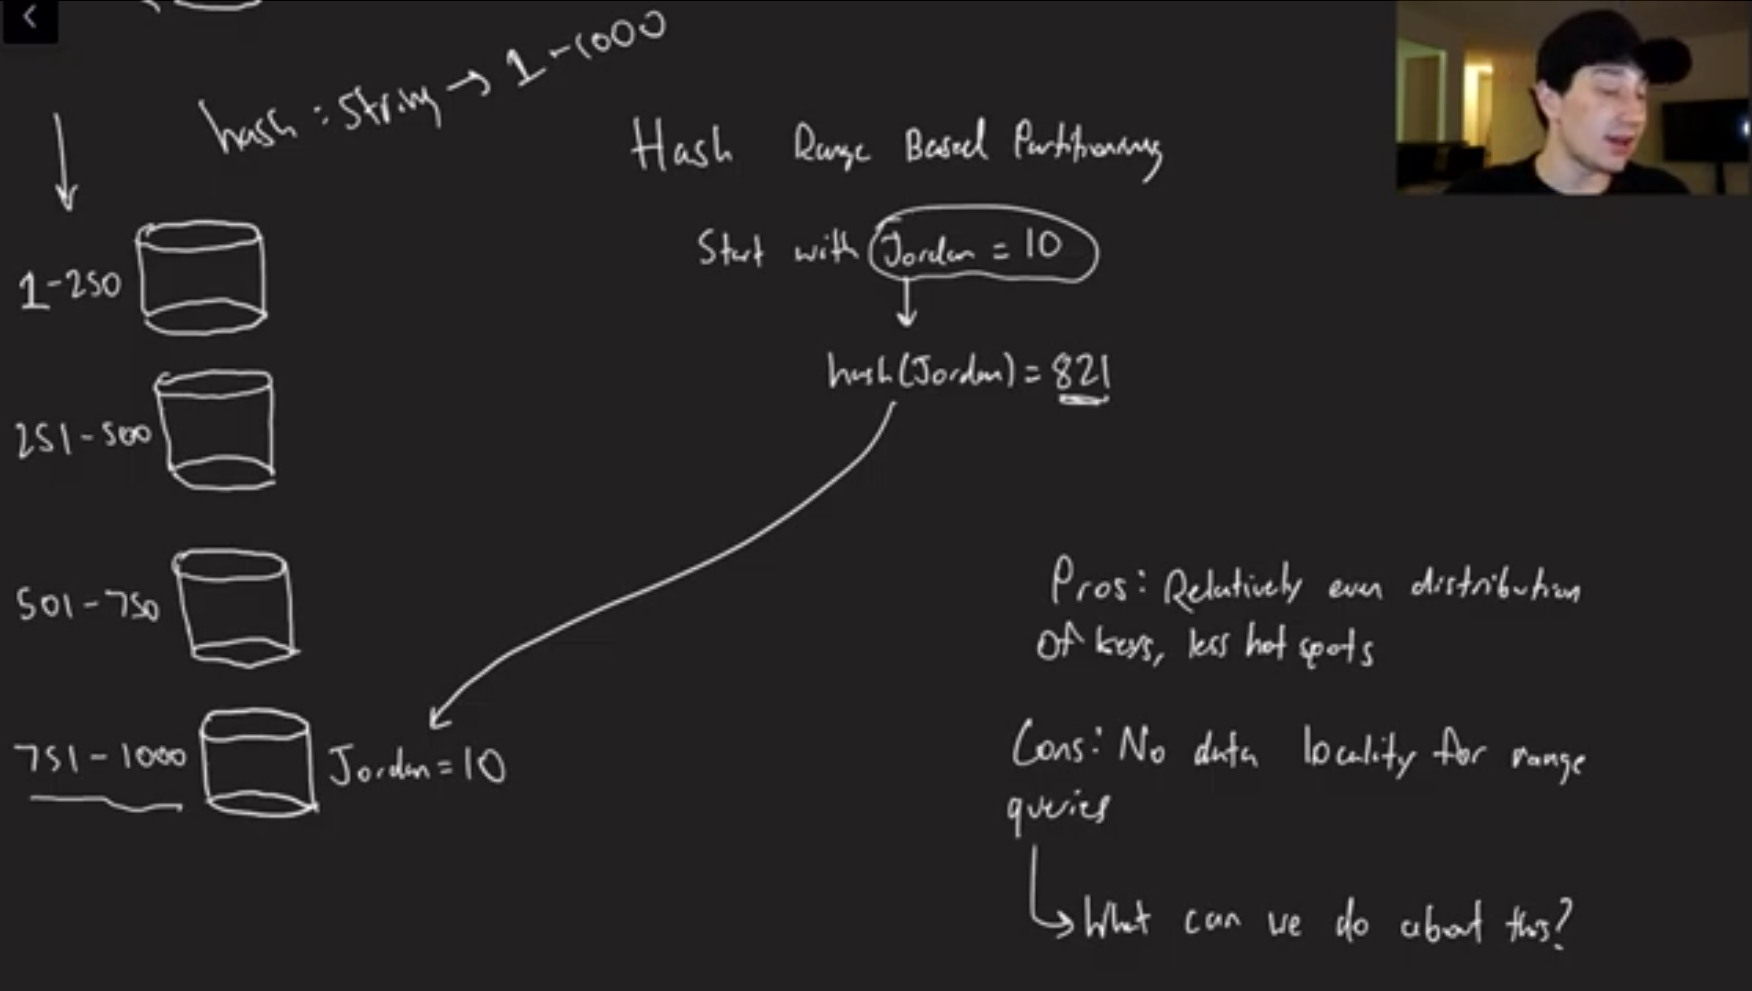 hash : String → 1-1000
Hash Range Based Partitioning
Start with Jordan = 10
hash(Jordan) = 821
1-250
251-500
501-750
751-1000
Jordan=10
Pros: Relatively even distribution
of keys, less hot spots
Cons: No data locality for range
queries
What can we do about this?